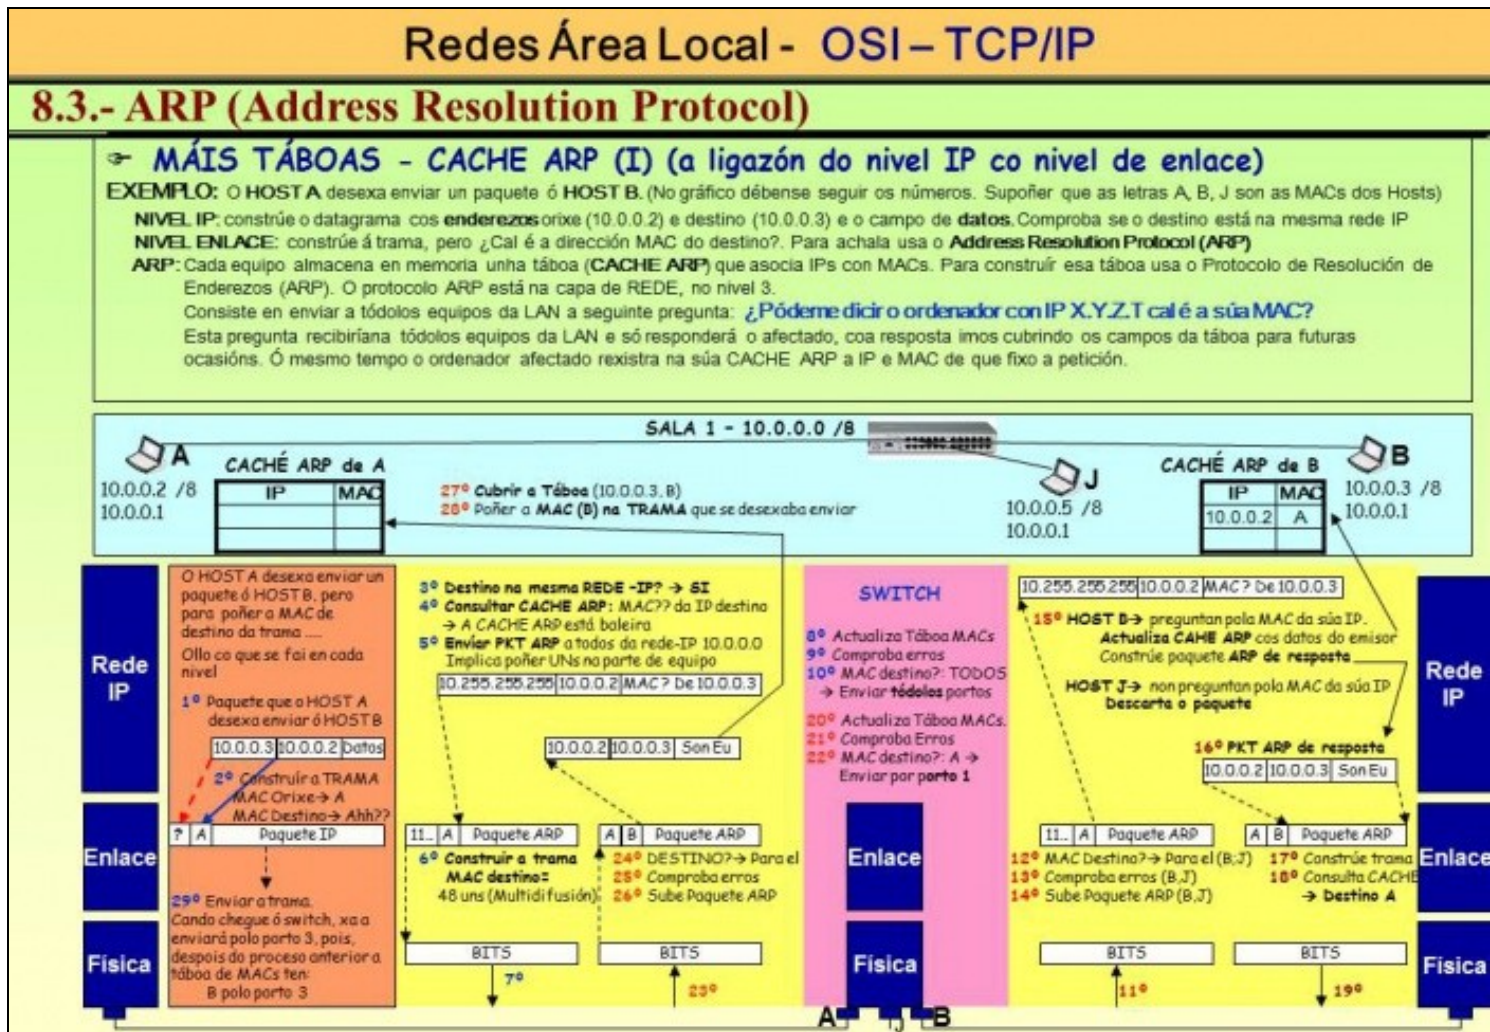 Redes Área Local - OSI – TCP/IP
8.3.- ARP (Address Resolution Protocol)
☞ MÁIS TÁBOAS - CACHE ARP (I) (a ligazón do nivel IP co nivel de enlace)
EXEMPLO: O HOST A desexa enviar un paquete ó HOST B. (No gráfico débense seguir os números. Supoñer que as letras A, B, J son as MACs dos Hosts)
NIVEL IP: constrúe o datagrama cos enderezos orixe (10.0.0.2) e destino (10.0.0.3) e o campo de datos. Comproba se o destino está na mesma rede IP
NIVEL ENLACE: constrúe á trama, pero ¿Cal é a dirección MAC do destino?. Para achala usa o Address Resolution Protocol (ARP)
ARP: Cada equipo almacena en memoria unha táboa (CACHE ARP) que asocia IPs con MACs. Para construír esa táboa usa o Protocolo de Resolución de
Enderezos (ARP). O protocolo ARP está na capa de REDE, no nivel 3.
Consiste en enviar a tódolos equipos da LAN a seguinte pregunta: ¿Pódeme dicir o ordenador con IP X.Y.Z.T cal é a súa MAC?
Esta pregunta recibiríana tódolos equipos da LAN e só responderá o afectado, coa resposta imos cubrindo os campos da táboa para futuras
ocasións. Ó mesmo tempo o ordenador afectado rexistra na súa CACHE ARP a IP e MAC de que fixo a petición.
SALA 1 - 10.0.0.0 /8
A
10.0.0.2 /8
10.0.0.1
CACHÉ ARP de A
IP MAC
27º Cubrir a Táboa (10.0.0.3, B)
28º Poñer a MAC (B) na TRAMA que se desexaba enviar
J
10.0.0.5 /8
10.0.0.1
CACHÉ ARP de B
IP MAC
10.0.0.2 A
B
10.0.0.3 /8
10.0.0.1
Rede
IP
Enlace
Física
O HOST A desexa enviar un
paquete ó HOST B, pero
para poñer a MAC de
destino da trama ....
Ollo co que se fai en cada
nivel
1º Paquete que o HOST A
desexa enviar ó HOST B
10.0.0.3 10.0.0.2 Datos
2º Construír a TRAMA
MAC Orixe→ A
MAC Destino→ Ahh??
? A Paquete IP
29º Enviar a trama.
Cando chegue ó switch, xa a
enviará polo porto 3, pois,
despois do proceso anterior a
táboa de MACs ten:
B polo porto 3
3º Destino na mesma REDE -IP? → SI
4º Consultar CACHE ARP: MAC?? da IP destino
→ A CACHE ARP está baleira
5º Enviar PKT ARP a todos da rede-IP 10.0.0.0
Implica poñer UNs na parte de equipo
10.255.255.255 10.0.0.2 MAC? De 10.0.0.3
10.0.0.2 10.0.0.3 Son Eu
11.. A Paquete ARP
6º Construir a trama
MAC destino=
48 uns (Multidifusión)
BITS
7º
A B Paquete ARP
24º DESTINO?→ Para el
25º Comproba erros
26º Sube Paquete ARP
BITS
23º
SWITCH
8º Actualiza Táboa MACs
9º Comproba erros
10º MAC destino?: TODOS
→ Enviar tódolos portos
20º Actualiza Táboa MACs.
21º Comproba Erros
22º MAC destino?: A →
Enviar por porto 1
Enlace
Física
A J B
10.255.255.255 10.0.0.2 MAC? De 10.0.0.3
15º HOST B→ preguntan pola MAC da súa IP.
Actualiza CAHE ARP cos datos do emisor
Constrúe paquete ARP de resposta
HOST J→ non preguntan pola MAC da súa IP
Descarta o paquete
16º PKT ARP de resposta
10.0.0.2 10.0.0.3 Son Eu
11.. A Paquete ARP
12º MAC Destino?→ Para el (B,J)
13º Comproba erros (B,J)
14º Sube Paquete ARP (B,J)
BITS
11º
A B Paquete ARP
17º Constrúe trama
18º Consulta CACHE
→ Destino A
BITS
19º
Rede
IP
Enlace
Física